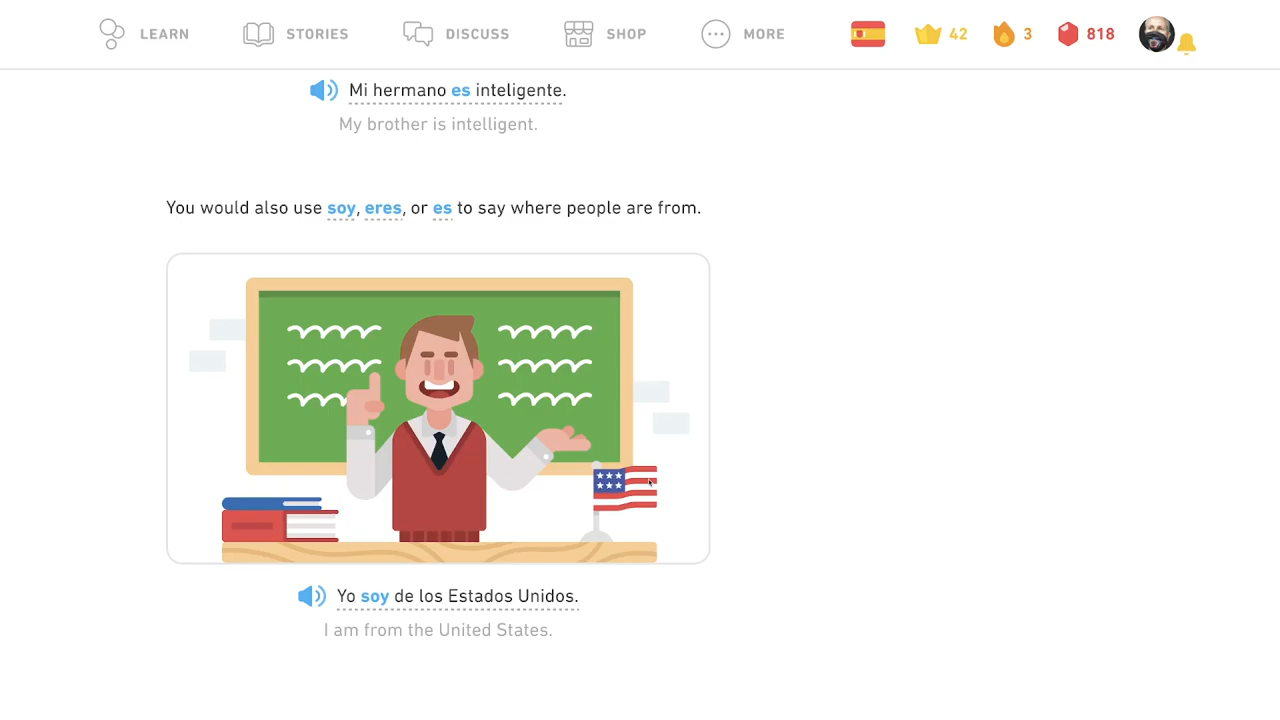 LEARN STORIES DISCUSS SHOP MORE 42 3 818
Mi hermano es inteligente.
My brother is intelligent.
You would also use soy, eres, or es to say where people are from.
Yo soy de los Estados Unidos.
I am from the United States.